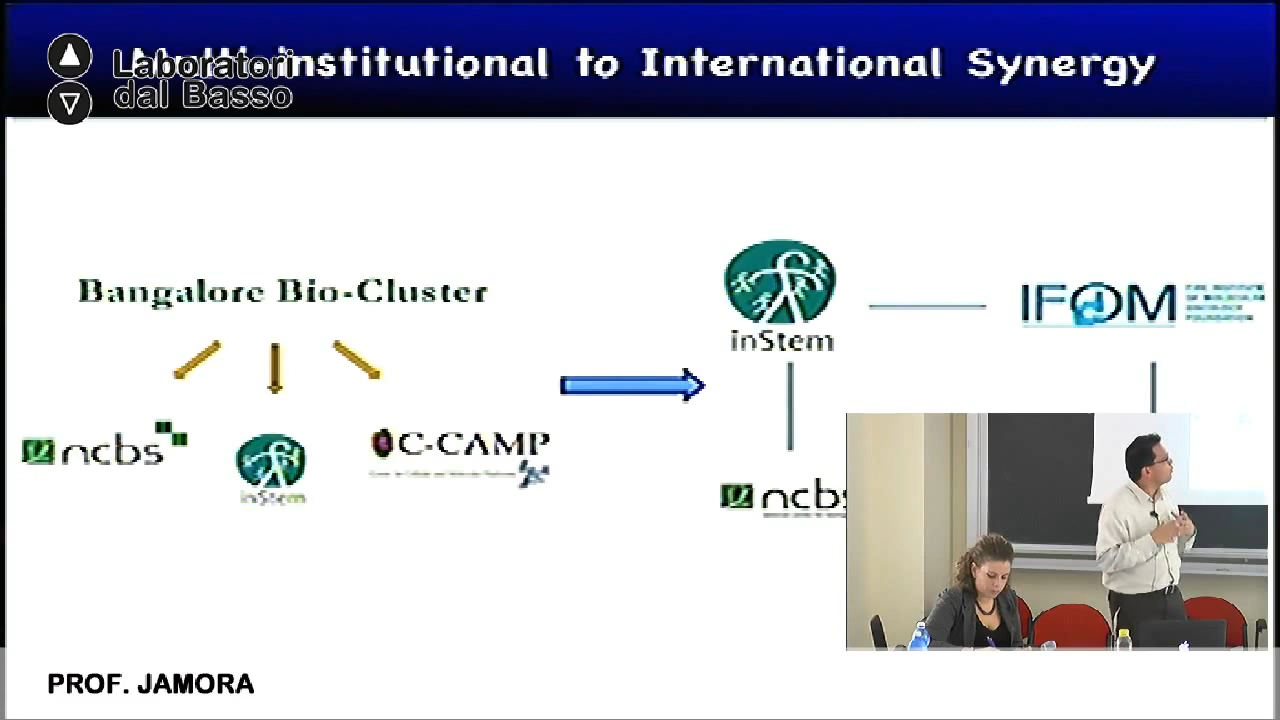 Laboratori
dal Basso
institutional to International Synergy
Bangalore Bio-Cluster
inStem
IFOM
ncbs
inStem
C-CAMP
ncbs
PROF. JAMORA